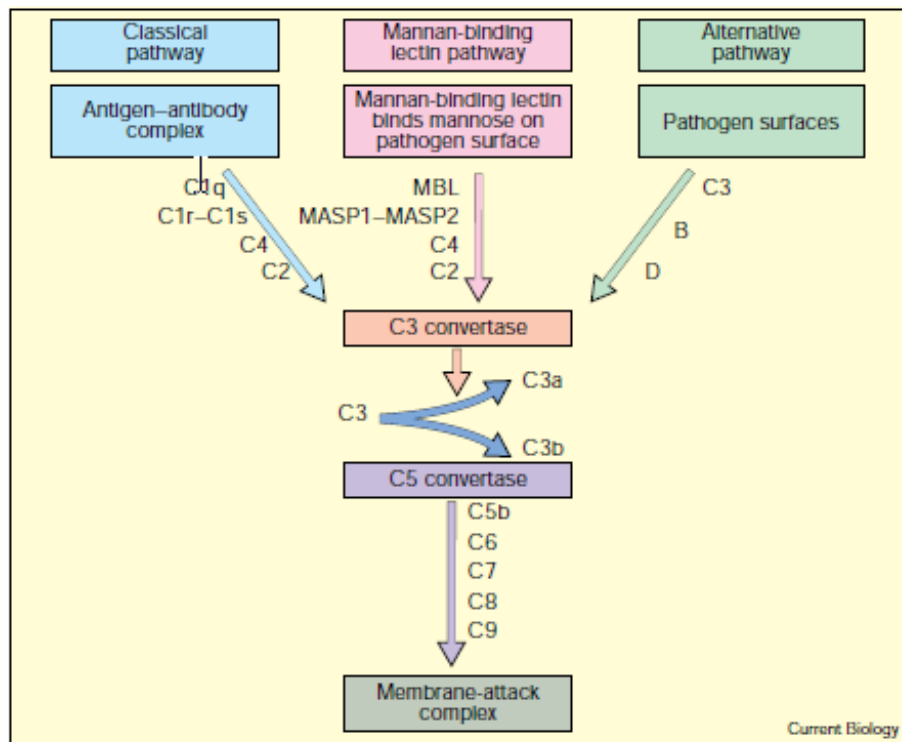 Classical
pathway
Mannan-binding
lectin pathway
Alternative
pathway
Antigen–antibody
complex
Mannan-binding lectin
binds mannose on
pathogen surface
Pathogen surfaces
C1q
C1r–C1s
C4
C2
MBL
MASP1–MASP2
C4
C2
C3
B
D
C3 convertase
C3
C3a
C3b
C5 convertase
C5b
C6
C7
C8
C9
Membrane-attack
complex
Current Biology